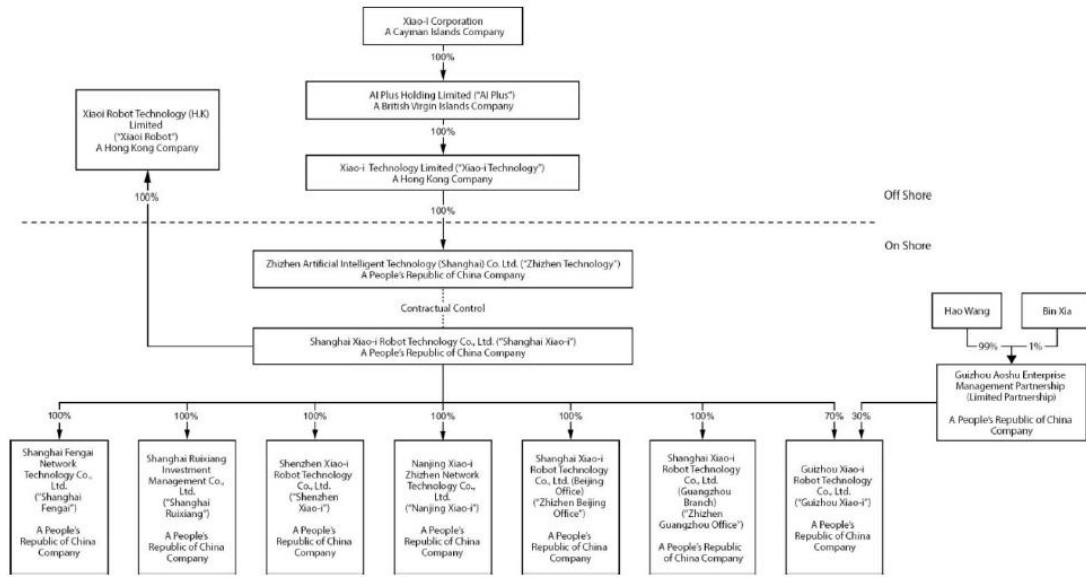 Xiao-I Corporation
A Cayman Islands Company
100%
AI Plus Holding Limited ("AI Plus")
A British Virgin Islands Company
100%
Xiaoi Robot Technology (H.K)
Limited
("Xiaoi Robot")
A Hong Kong Company
Xiao-i Technology Limited ("Xiao-i Technology")
A Hong Kong Company
100%
100%
Off Shore
On Shore
Zhizhen Artificial Intelligent Technology (Shanghai) Co. Ltd. ("Zhizhen Technology")
A People's Republic of China Company
Contractual Control
Shanghai Xiao-i Robot Technology Co., Ltd. ("Shanghai Xiao-i")
A People's Republic of China Company
Hao Wang
Bin Xia
99%
1%
Guizhou Aoshu Enterprise
Management Partnership
(Limited Partnership)
A People's Republic of China
Company
100%
100%
100%
100%
100%
100%
70%
30%
Shanghai Fengai
Network
Technology Co.,
Ltd.
("Shanghai
Fengai")
A People's
Republic of China
Company
Shanghai Ruixiang
Investment
Management Co.,
Ltd.
("Shanghai
Ruixiang")
A People's
Republic of China
Company
Shenzhen Xiao-i
Robot Technology
Co., Ltd.
("Shenzhen
Xiao-i")
A People's
Republic of China
Company
Nanjing Xiao-i
Zhizhen Network
Technology Co.,
Ltd.
("Nanjing Xiao-i")
A People's
Republic of China
Company
Shanghai Xiao-i
Robot Technology
Co., Ltd. (Beijing
Office)
("Zhizhen Beijing
Office")
A People's
Republic of China
Company
Shanghai Xiao-i
Robot Technology
Co., Ltd.
(Guangzhou
Branch)
("Zhizhen
Guangzhou Office")
A People's Republic
of China Company
Guizhou Xiao-i
Robot Technology
Co., Ltd.
("Guizhou Xiao-i")
A People's
Republic of China
Company